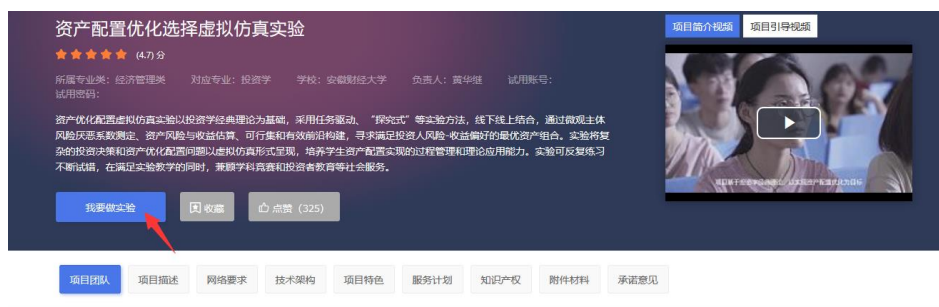 资产配置优化选择虚拟仿真实验
(4.7) 分
所属专业类：经济管理类 对应专业：投资学 学校：安徽财经大学 负责人：黄华继 试用账号：
试用密码：
资产优化配置虚拟仿真实验以投资学经典理论为基础，采用任务驱动、“探究式”等实验方法，线下线上结合，通过微观主体
风险厌恶系数测定、资产风险与收益估算、可行集和有效前沿构建，寻求满足投资人风险-收益偏好的最优资产组合。实验将复
杂的投资决策和资产优化配置问题以虚拟仿真形式呈现，培养学生资产配置实现的过程管理和理论应用能力。实验可反复练习
不断试错，在满足实验教学的同时，兼顾学科竞赛和投资者教育等社会服务。
我要做实验 收藏 点赞 (325)
项目简介视频 项目引导视频
项目团队 项目描述 网络要求 技术架构 项目特色 服务计划 知识产权 附件材料 承诺意见